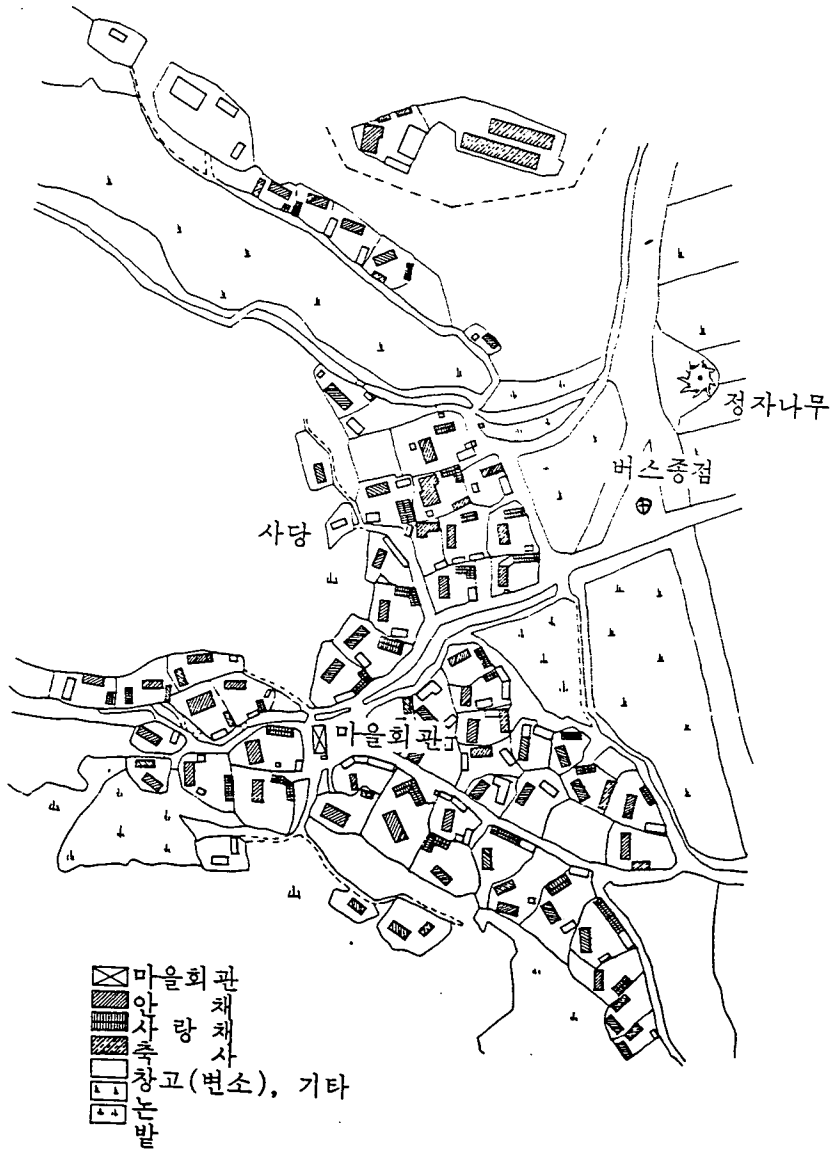 정자나무
버스종점
사당
마을회관
마을회관
안 채
사 랑 채
축 사
창고(변소), 기타
논
밭